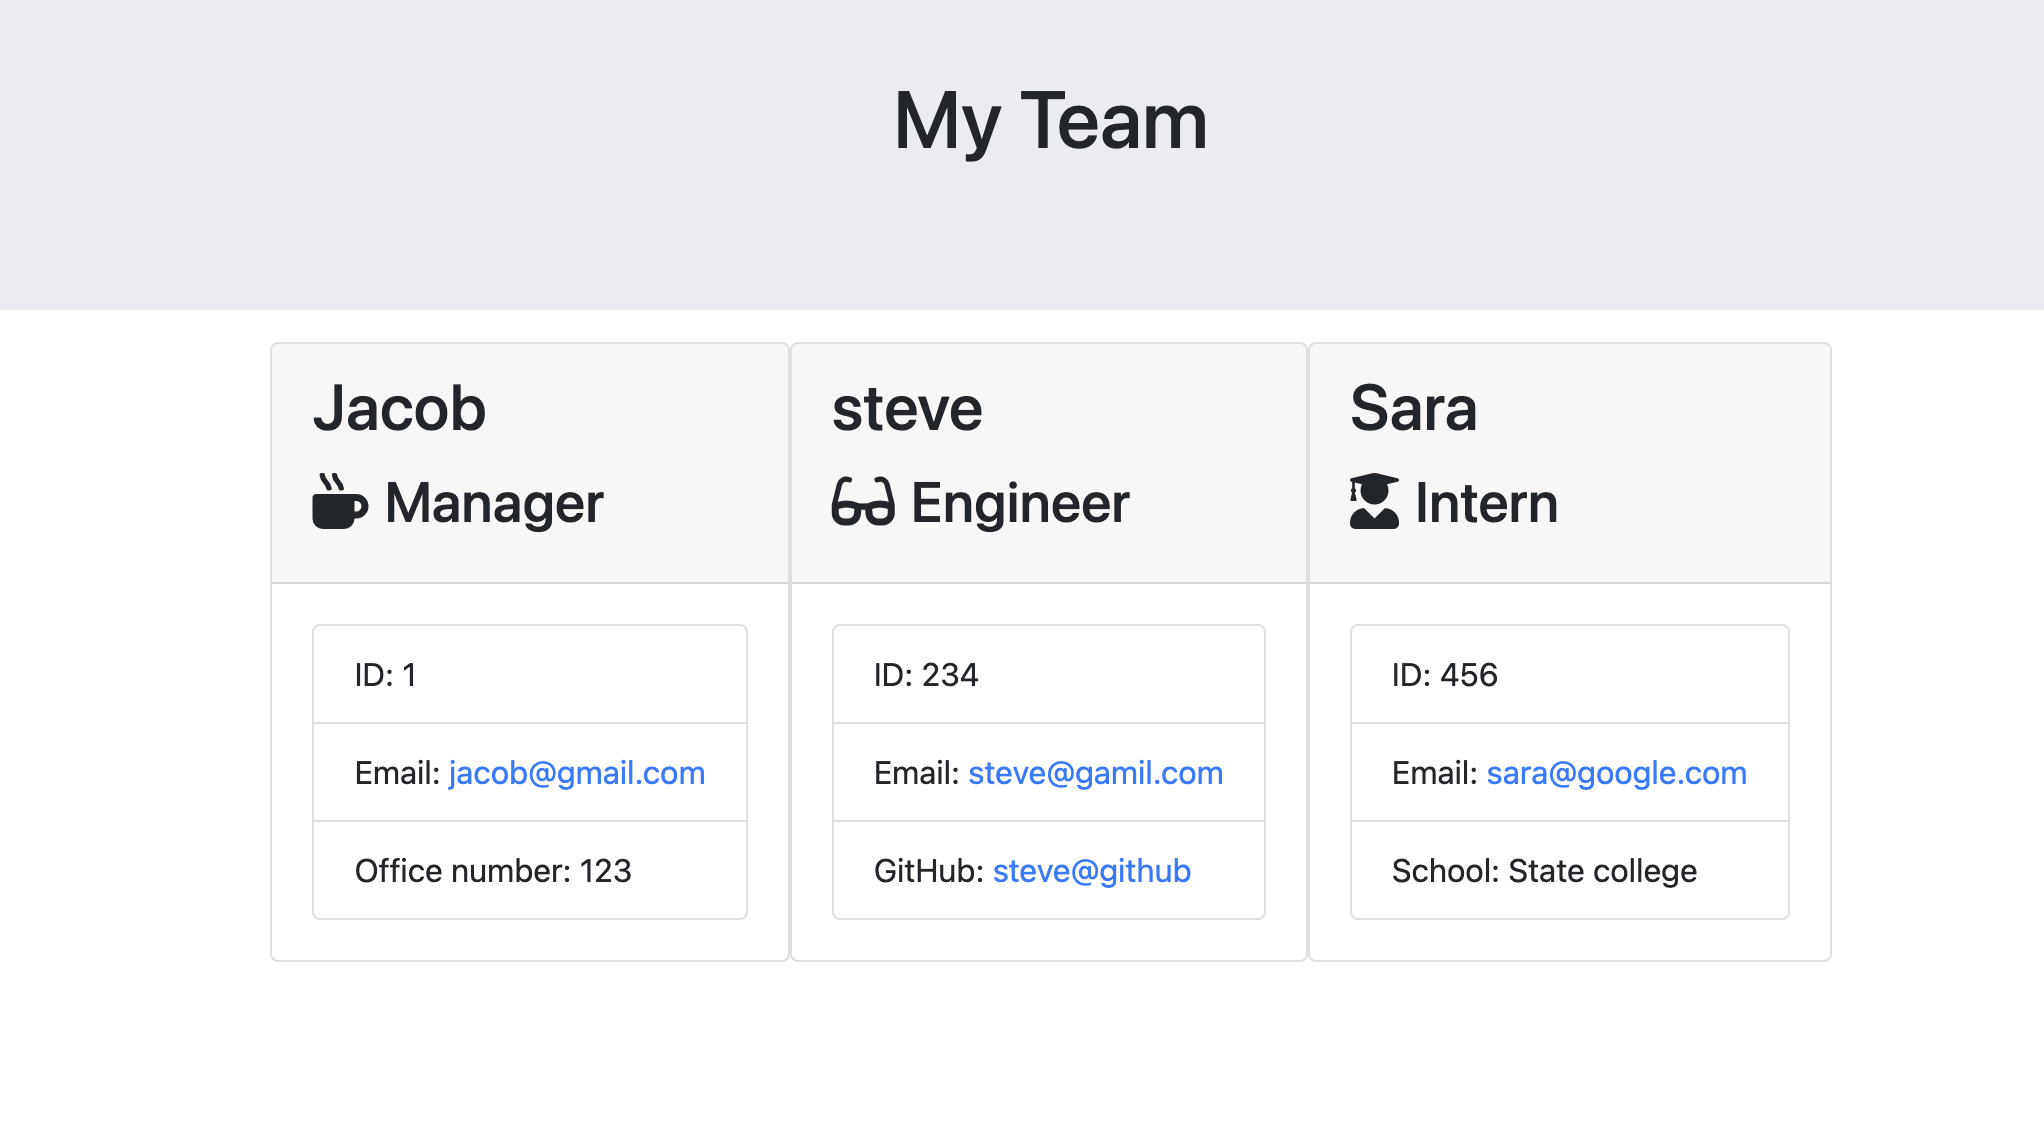 My Team
Jacob
Manager
ID: 1
Email: jacob@gmail.com
Office number: 123
steve
Engineer
ID: 234
Email: steve@gamil.com
GitHub: steve@github
Sara
Intern
ID: 456
Email: sara@google.com
School: State college